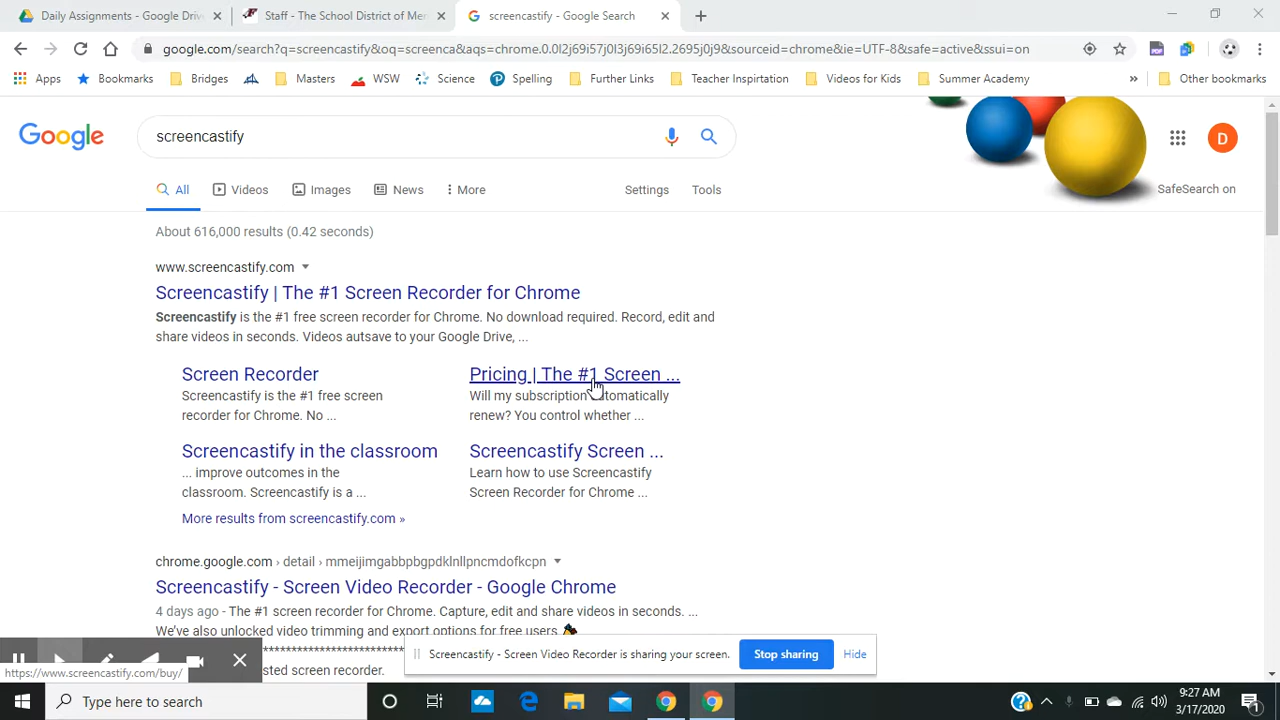 Daily Assignments - Google Driv
Staff - The School District of Mer
screencastify - Google Search
google.com/search?q=screencastify&oq=screenca&aqs=chrome.0.0l2j69i57j0l3j69i65l2.2695j0j9&sourceid=chrome&ie=UTF-8&safe=active&ssui=on
Apps Bookmarks Bridges Masters WSW Science Spelling Further Links Teacher Inspirtation Videos for Kids Summer Academy » Other bookmarks
Google screencastify D
All Videos Images News More Settings Tools SafeSearch on
About 616,000 results (0.42 seconds)
www.screencastify.com
Screencastify | The #1 Screen Recorder for Chrome
Screencastify is the #1 free screen recorder for Chrome. No download required. Record, edit and
share videos in seconds. Videos autsave to your Google Drive, ...
Screen Recorder
Screencastify is the #1 free screen
recorder for Chrome. No ...
Pricing | The #1 Screen ...
Will my subscription automatically
renew? You control whether ...
Screencastify in the classroom
... improve outcomes in the
classroom. Screencastify is a ...
Screencastify Screen ...
Learn how to use Screencastify
Screen Recorder for Chrome ...
More results from screencastify.com »
chrome.google.com › detail › mmeijimgabbpbgpdklnllpncmdofkcpn
Screencastify - Screen Video Recorder - Google Chrome
4 days ago - The #1 screen recorder for Chrome. Capture, edit and share videos in seconds. ...
We've also unlocked video trimming and export options for free users
sted screen recorder.
Screencastify - Screen Video Recorder is sharing your screen. Stop sharing Hide
https://www.screencastify.com/buy/
Type here to search
9:27 AM
3/17/2020
1